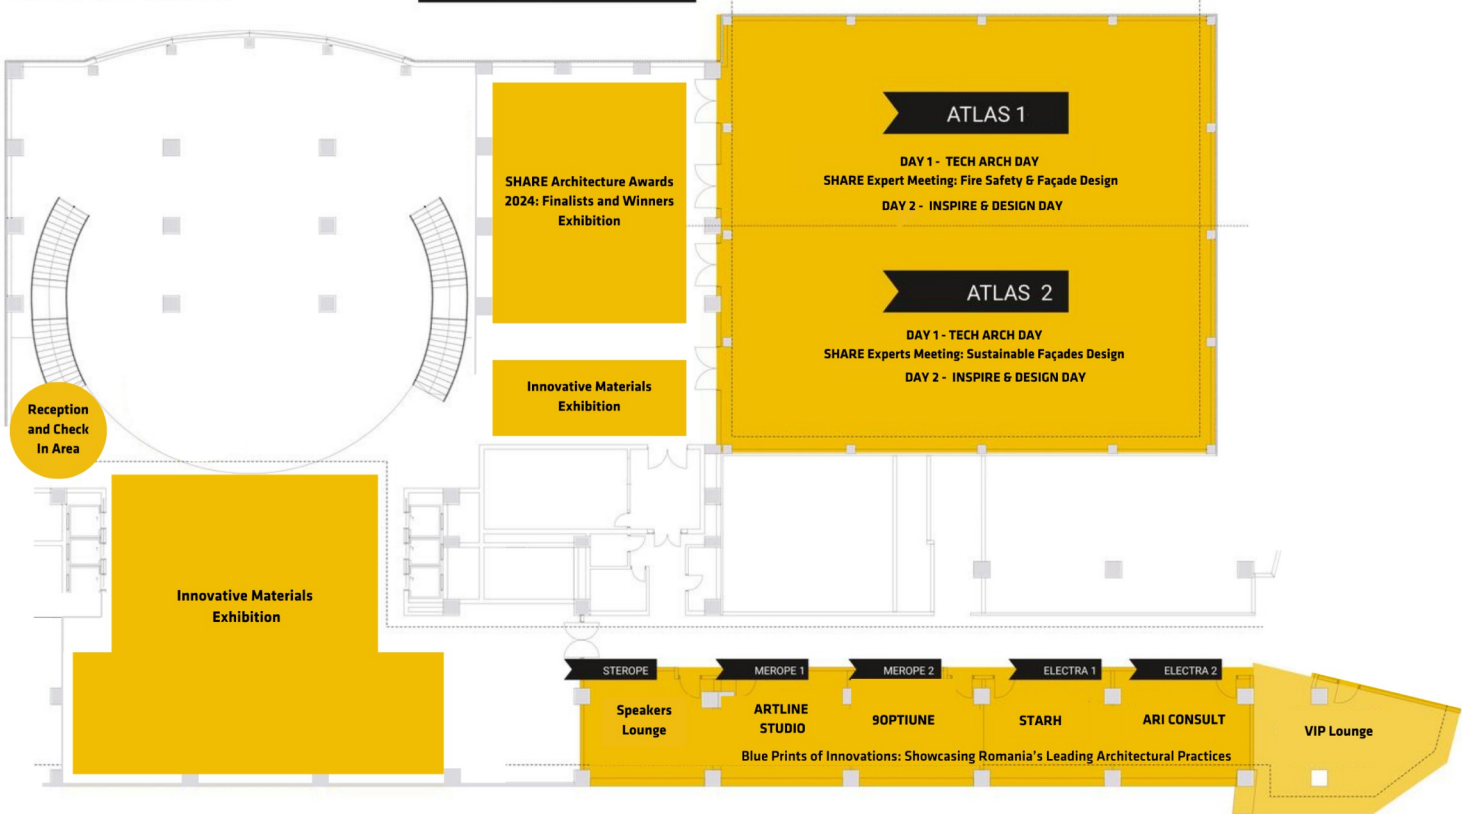 ATLAS 1
DAY 1 - TECH ARCH DAY
SHARE Expert Meeting: Fire Safety & Façade Design
DAY 2 - INSPIRE & DESIGN DAY
SHARE Architecture Awards
2024: Finalists and Winners
Exhibition
ATLAS 2
DAY 1 - TECH ARCH DAY
SHARE Experts Meeting: Sustainable Façades Design
DAY 2 - INSPIRE & DESIGN DAY
Innovative Materials
Exhibition
Reception
and Check
In Area
Innovative Materials
Exhibition
STEROPE
MEROPE 1
MEROPE 2
ELECTRA 1
ELECTRA 2
Speakers
Lounge
ARTLINE
STUDIO
9OPTIUNE
STARH
ARI CONSULT
VIP Lounge
Blue Prints of Innovations: Showcasing Romania's Leading Architectural Practices